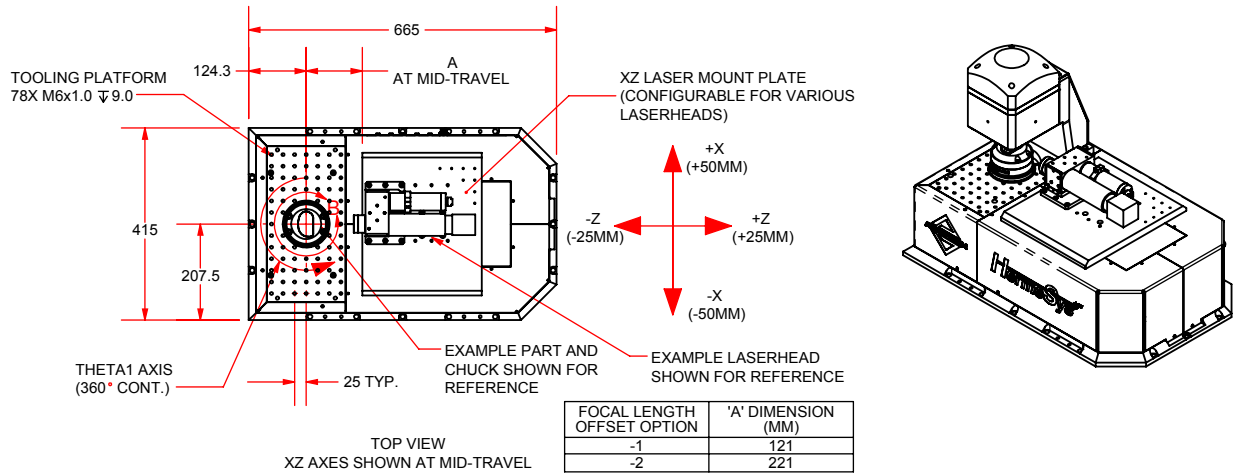 665
124.3
A
AT MID-TRAVEL
TOOLING PLATFORM
78X M6x1.0 ↧9.0
XZ LASER MOUNT PLATE
(CONFIGURABLE FOR VARIOUS
LASERHEADS)
+X
(+50MM)
-Z
(-25MM)
+Z
(+25MM)
-X
(-50MM)
415
207.5
B
THETA1 AXIS
(360° CONT.)
25 TYP.
EXAMPLE PART AND
CHUCK SHOWN FOR
REFERENCE
EXAMPLE LASERHEAD
SHOWN FOR REFERENCE
TOP VIEW
XZ AXES SHOWN AT MID-TRAVEL
FOCAL LENGTH
OFFSET OPTION
'A' DIMENSION
(MM)
-1 121
-2 221
HermeSys